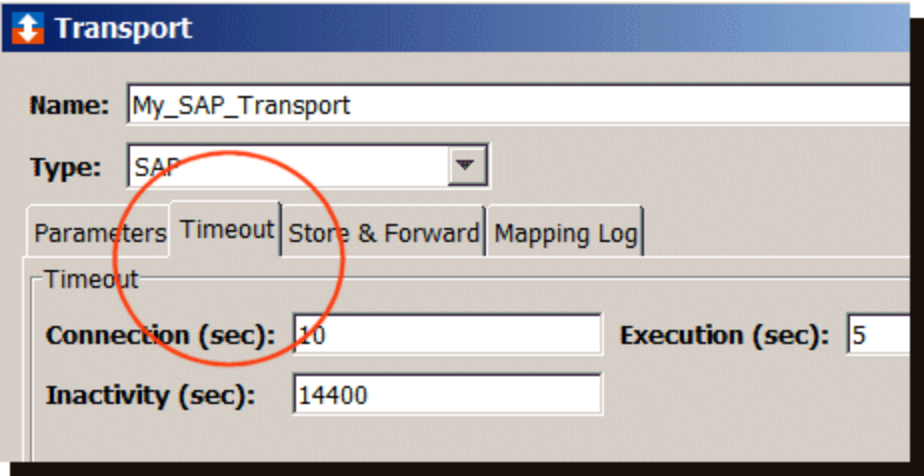 Transport
Name: My_SAP_Transport
Type: SAP
Parameters Timeout Store & Forward Mapping Log
Timeout
Connection (sec): 10 Execution (sec): 5
Inactivity (sec): 14400